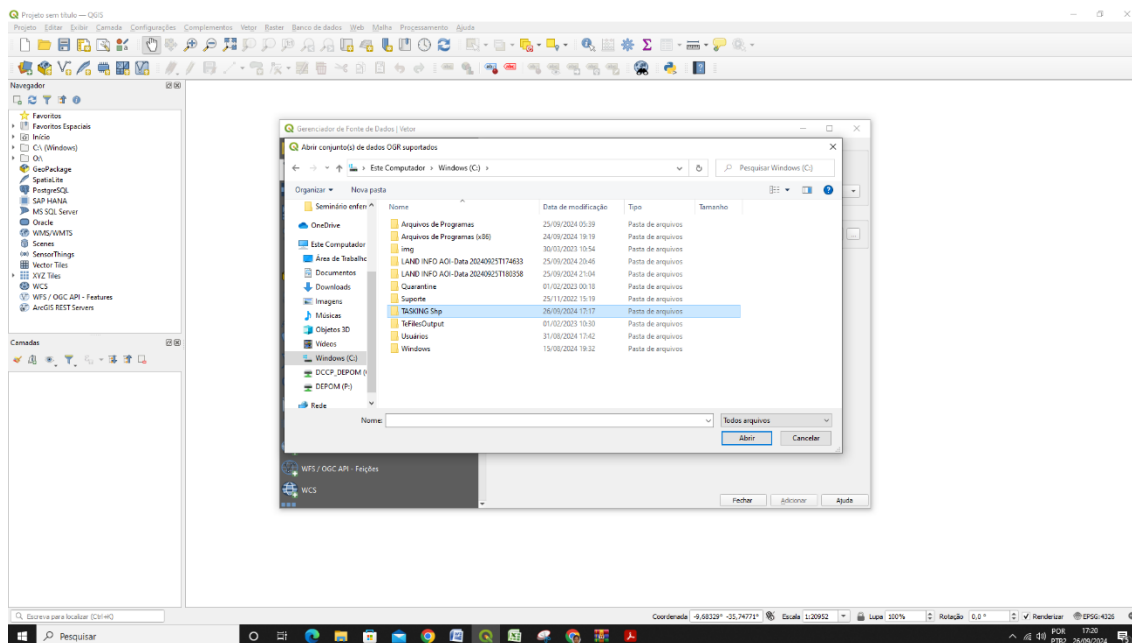 Projeto sem título — QGIS
Projeto Editar Exibir Camada Configurações Complementos Vetor Raster Banco de dados Web Malha Processamento Ajuda
Navegador
Favoritos
Favoritos Espaciais
Início
C:\ (Windows)
O:\
GeoPackage
SpatiaLite
PostgreSQL
SAP HANA
MS SQL Server
Oracle
WMS/WMTS
Scenes
SensorThings
Vector Tiles
XYZ Tiles
WCS
WFS / OGC API - Features
ArcGIS REST Servers
Camadas
Gerenciador de Fonte de Dados | Vetor
Abrir conjunto(s) de dados OGR suportados
Este Computador › Windows (C:) ›
Pesquisar Windows (C:)
Organizar Nova pasta
Seminário enferr
OneDrive
Este Computador
Área de Trabalho
Documentos
Downloads
Imagens
Músicas
Objetos 3D
Vídeos
Windows (C:)
DCCP_DEPOM (
DEPOM (P:)
Rede
Nome Data de modificação Tipo Tamanho
Arquivos de Programas 25/09/2024 05:39 Pasta de arquivos
Arquivos de Programas (x86) 24/09/2024 19:19 Pasta de arquivos
img 30/03/2023 10:54 Pasta de arquivos
LAND INFO AOI-Data 20240925T174633 25/09/2024 20:46 Pasta de arquivos
LAND INFO AOI-Data 20240925T180358 25/09/2024 21:04 Pasta de arquivos
Quarantine 01/02/2023 00:18 Pasta de arquivos
Suporte 25/11/2022 15:19 Pasta de arquivos
TASKING Shp 26/09/2024 17:17 Pasta de arquivos
TeFilesOutput 01/02/2023 10:30 Pasta de arquivos
Usuários 31/08/2024 17:42 Pasta de arquivos
Windows 15/08/2024 19:32 Pasta de arquivos
Nome: Todos arquivos
Abrir Cancelar
WFS / OGC API - Feições
WCS
Fechar Adicionar Ajuda
Escreva para localizar (Ctrl+K)
Coordenada -9,68329° -35,74771° Escala 1:20952 Lupa 100% Rotação 0,0 ° Renderizar EPSG:4326
Pesquisar
POR 17:20
PTB2 26/09/2024